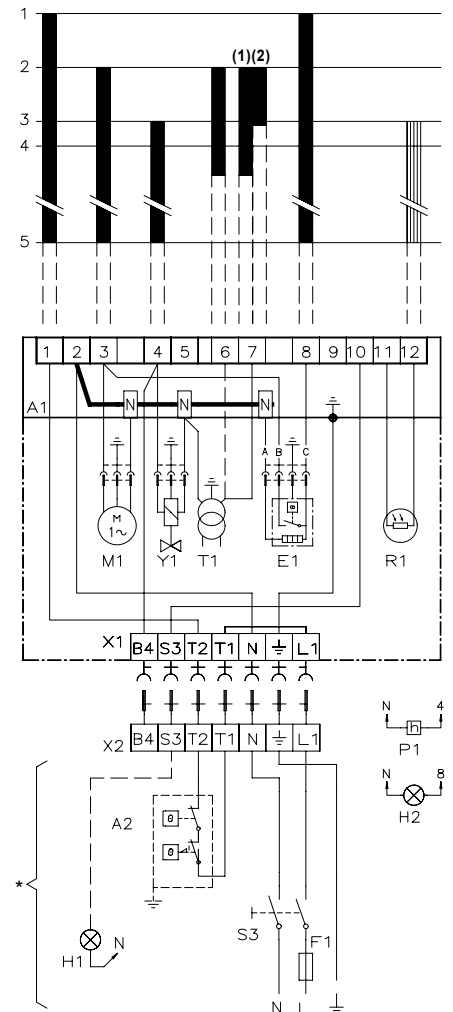 1
(1)(2)
2
3
4
5
1 2 3 4 5 6 7 8 9 10 11 12
A1
N N N
A B C
M
1~
θ
M1 Y1 T1 E1 R1
X1
B4 S3 T2 T1 N L1
X2
B4 S3 T2 T1 N L1
N h 4
P1
N 8
H2
A2
θ
θ
*
H1
N
S3
F1
N L